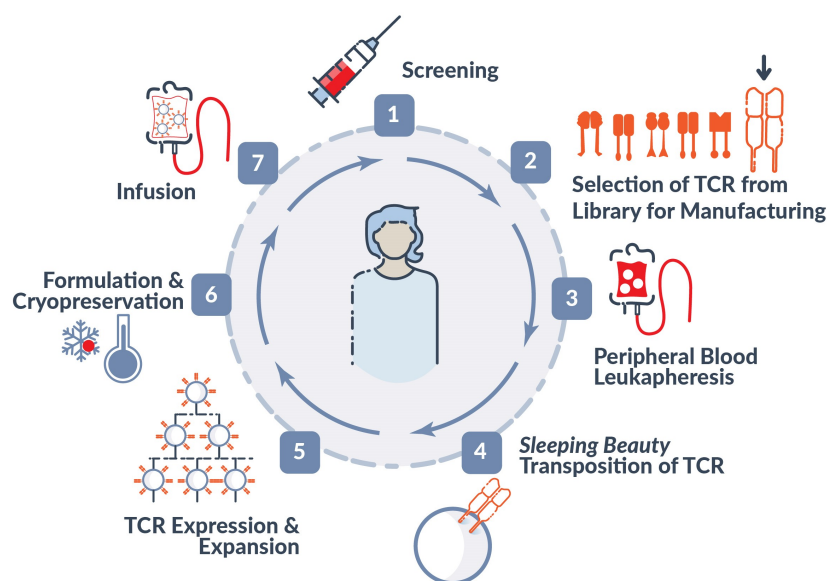 Screening
1
2
Selection of TCR from
Library for Manufacturing
3
Peripheral Blood
Leukapheresis
4
Sleeping Beauty
Transposition of TCR
5
TCR Expression &
Expansion
6
Formulation &
Cryopreservation
7
Infusion